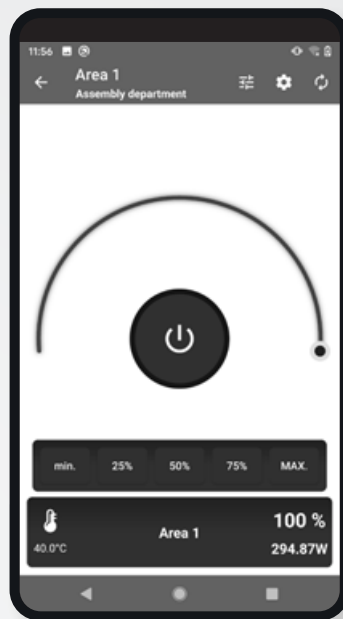 11:56
Area 1
Assembly department
min. 25% 50% 75% MAX.
100 %
40.0°C Area 1 294.87W